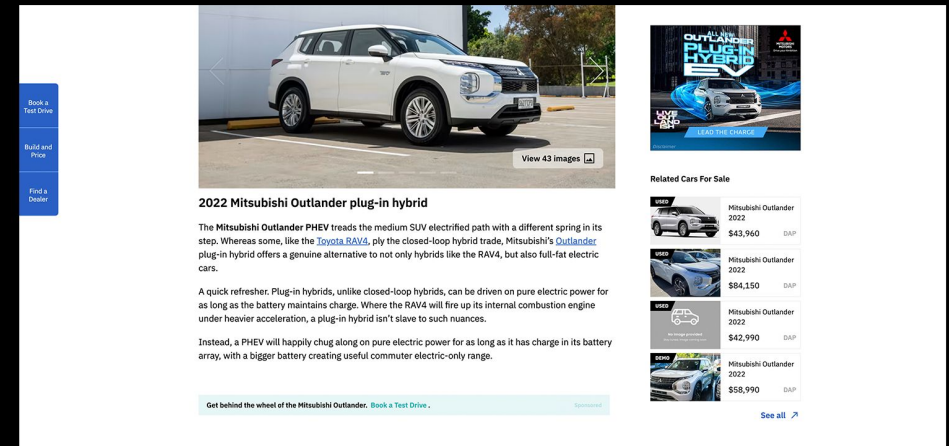 Book a
Test Drive
Build and
Price
Find a
Dealer
View 43 images
2022 Mitsubishi Outlander plug-in hybrid
The Mitsubishi Outlander PHEV treads the medium SUV electrified path with a different spring in its
step. Whereas some, like the Toyota RAV4, ply the closed-loop hybrid trade, Mitsubishi's Outlander
plug-in hybrid offers a genuine alternative to not only hybrids like the RAV4, but also full-fat electric
cars.
A quick refresher. Plug-in hybrids, unlike closed-loop hybrids, can be driven on pure electric power for
as long as the battery maintains charge. Where the RAV4 will fire up its internal combustion engine
under heavier acceleration, a plug-in hybrid isn't slave to such nuances.
Instead, a PHEV will happily chug along on pure electric power for as long as it has charge in its battery
array, with a bigger battery creating useful commuter electric-only range.
Get behind the wheel of the Mitsubishi Outlander. Book a Test Drive .
Sponsored
ALL NEW
OUTLANDER
PLUG-IN
HYBRID
EV
MITSUBISHI
MOTORS
LIVE
OUT
LAND
ISH
LEAD THE CHARGE
Disclaimer
Related Cars For Sale
USED
Mitsubishi Outlander
2022
$43,960
DAP
USED
Mitsubishi Outlander
2022
$84,150
DAP
USED
No image provided
Mitsubishi Outlander
2022
$42,990
DAP
DEMO
Mitsubishi Outlander
2022
$58,990
DAP
See all